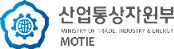 산업통상자원부
MINISTRY OF TRADE, INDUSTRY & ENERGY
MOTIE